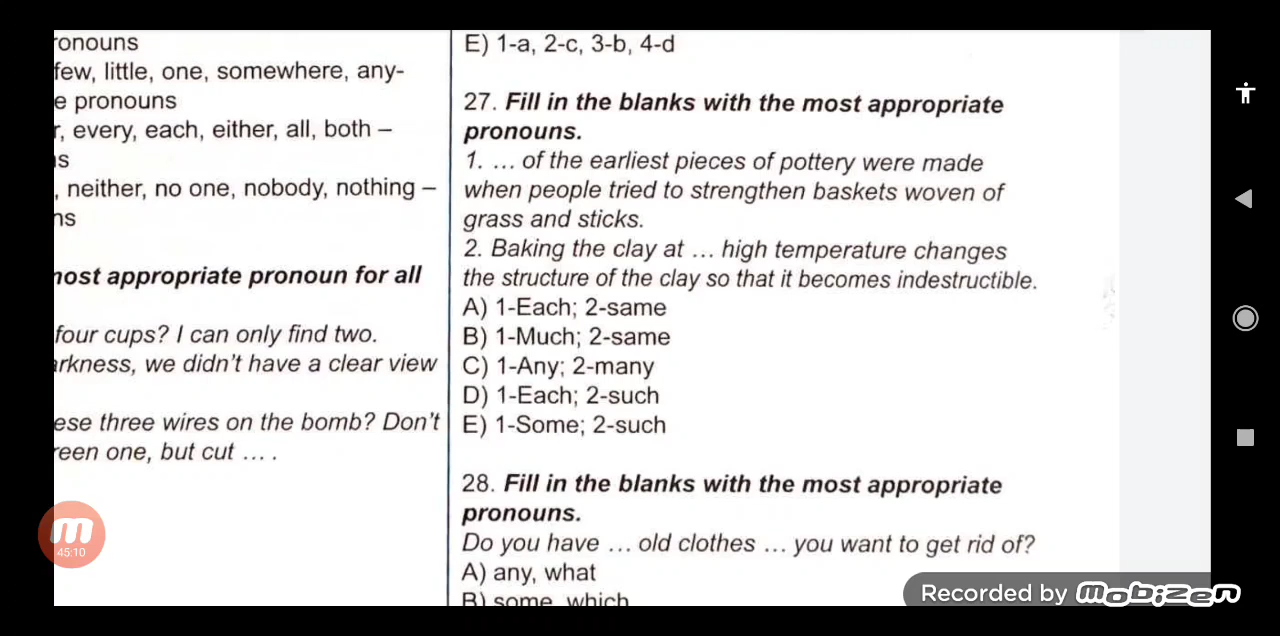 onouns
few, little, one, somewhere, any-
e pronouns
r, every, each, either, all, both –
s
, neither, no one, nobody, nothing –
ns
most appropriate pronoun for all
four cups? I can only find two.
arkness, we didn't have a clear view
ese three wires on the bomb? Don't
reen one, but cut ... .
E) 1-a, 2-c, 3-b, 4-d
27. Fill in the blanks with the most appropriate
pronouns.
1. ... of the earliest pieces of pottery were made
when people tried to strengthen baskets woven of
grass and sticks.
2. Baking the clay at ... high temperature changes
the structure of the clay so that it becomes indestructible.
A) 1-Each; 2-same
B) 1-Much; 2-same
C) 1-Any; 2-many
D) 1-Each; 2-such
E) 1-Some; 2-such
28. Fill in the blanks with the most appropriate
pronouns.
Do you have ... old clothes ... you want to get rid of?
A) any, what
B) some, which
45:10
Recorded by Mobizen